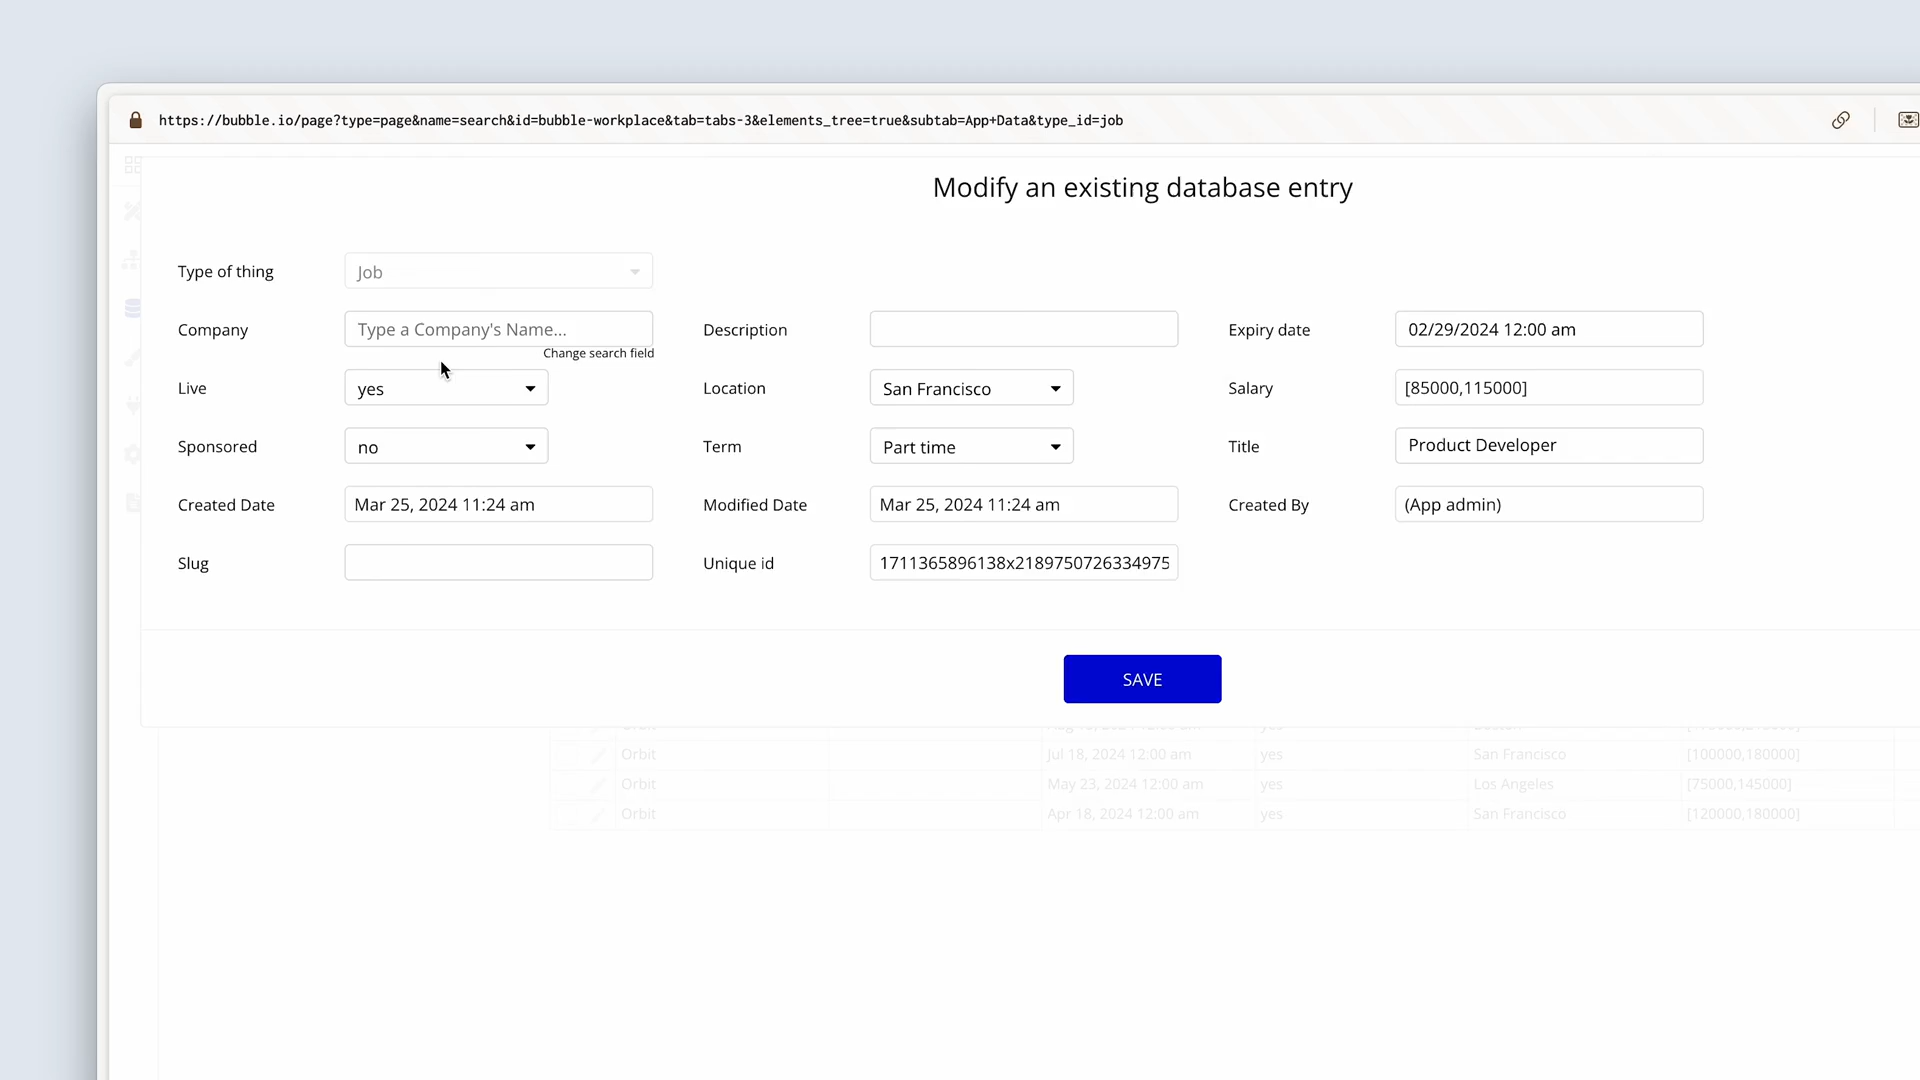 https://bubble.io/page?type=page&name=search&id=bubble-workplace&tab=tabs-3&elements_tree=true&subtab=App+Data&type_id=job
Modify an existing database entry
Type of thing Job
Company Type a Company's Name... Description Expiry date 02/29/2024 12:00 am
Change search field
Live yes Location San Francisco Salary [85000,115000]
Sponsored no Term Part time Title Product Developer
Created Date Mar 25, 2024 11:24 am Modified Date Mar 25, 2024 11:24 am Created By (App admin)
Slug Unique id 1711365896138x2189750726334975
SAVE
Orbit Jul 18, 2024 12:00 am yes San Francisco [100000,180000]
Orbit May 23, 2024 12:00 am yes Los Angeles [75000,145000]
Orbit Apr 18, 2024 12:00 am yes San Francisco [120000,180000]